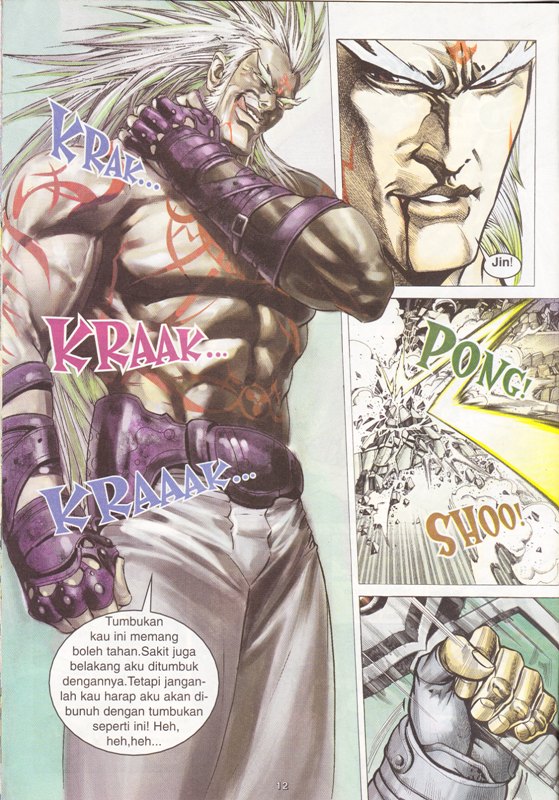 KRAK...
KRAAK...
KRAAAK...
Tumbukan
kau ini memang
boleh tahan.Sakit juga
belakang aku ditumbuk
dengannya.Tetapi jangan-
lah kau harap aku akan di-
bunuh dengan tumbukan
seperti ini! Heh,
heh,heh...
Jin!
PONG!
SHOO!
12